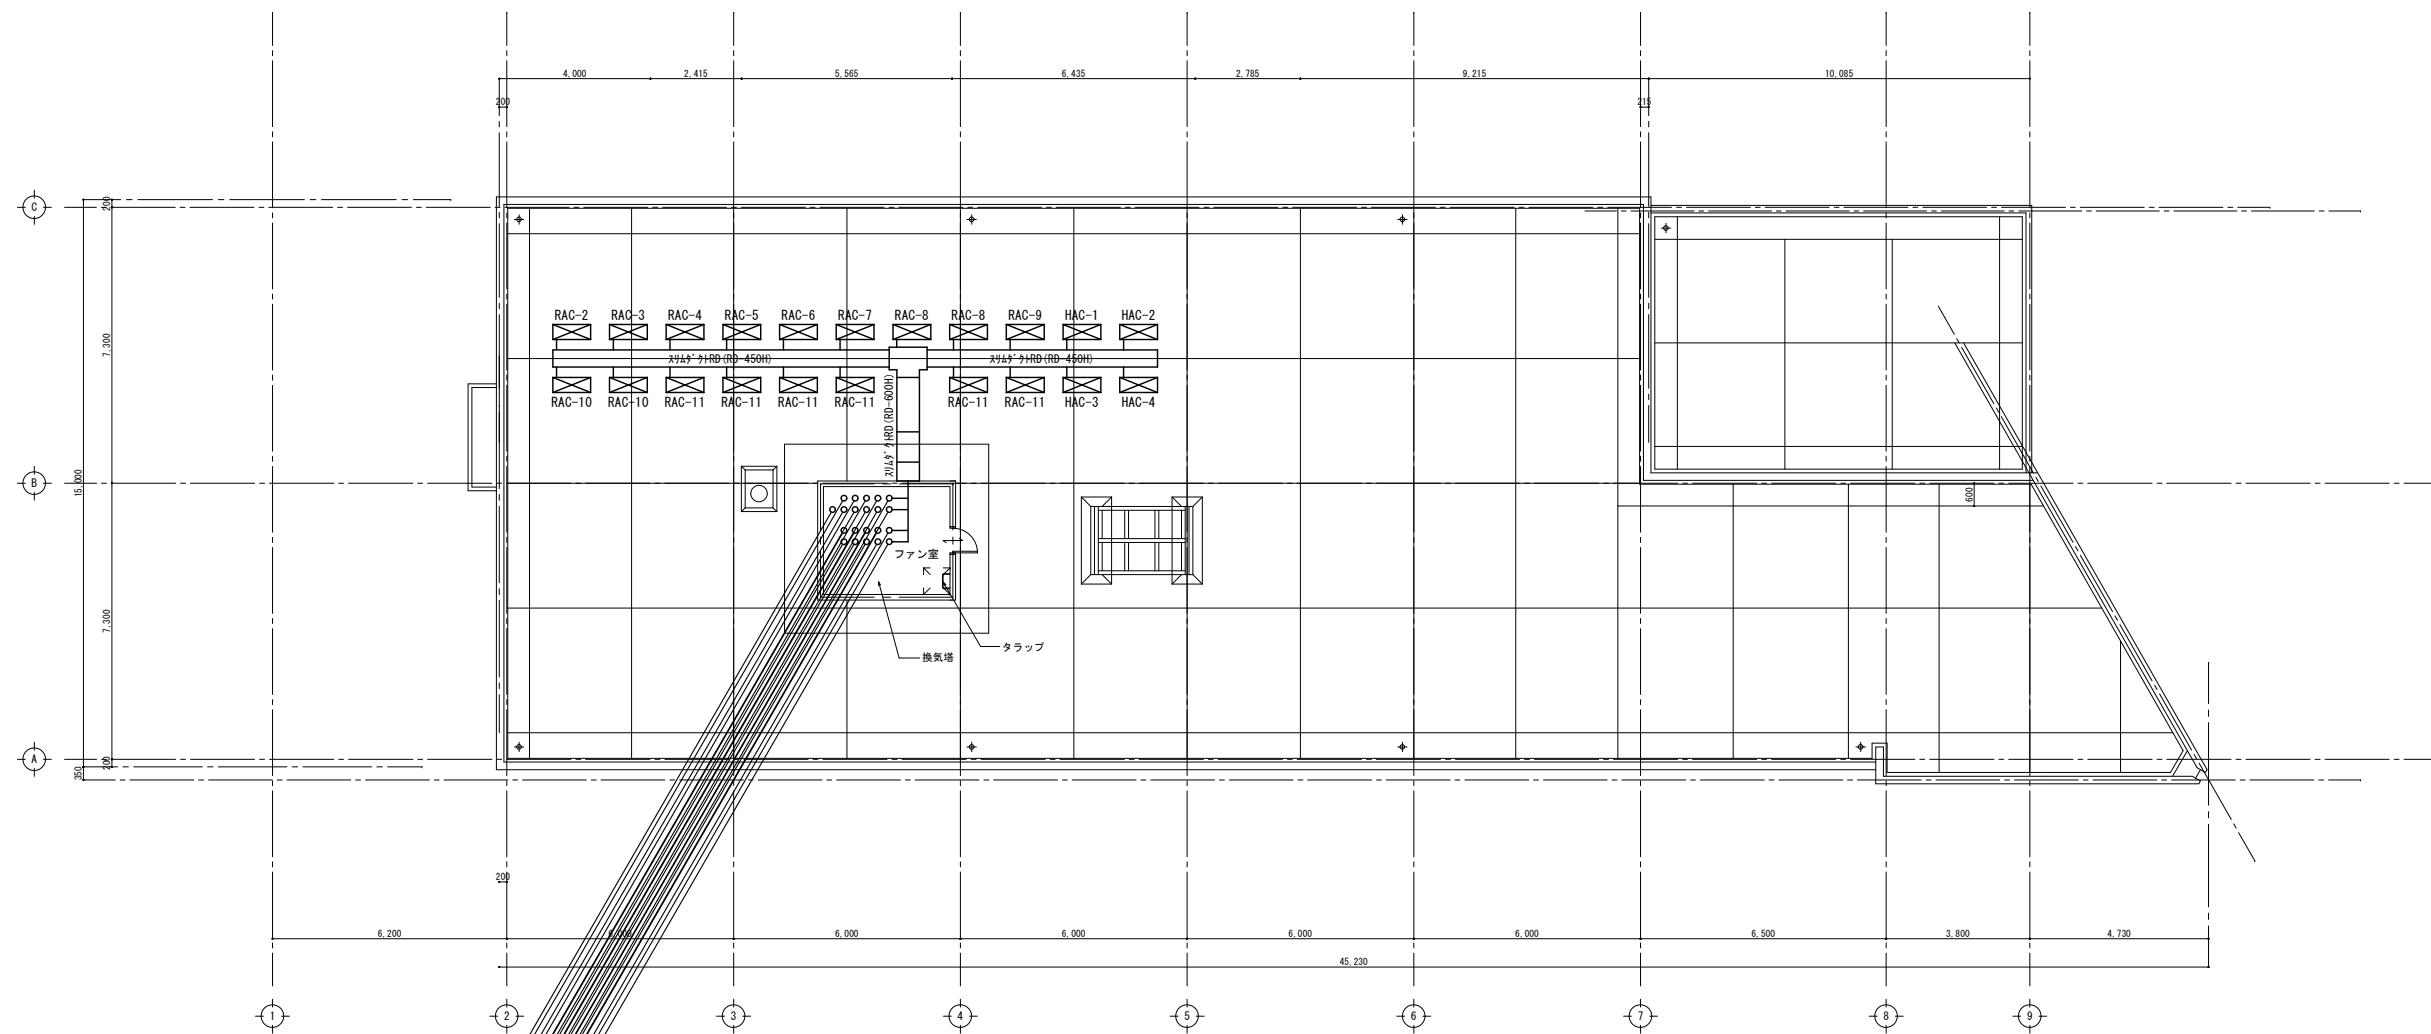 4,000 2,415 5,565 6,435 2,785 9,215 10,085
200 215
C
200
RAC-2 RAC-3 RAC-4 RAC-5 RAC-6 RAC-7 RAC-8 RAC-8 RAC-9 HAC-1 HAC-2
7,300
スリムダクトRD(RD-450H) スリムダクトRD(RD-450H)
RAC-10 RAC-10 RAC-11 RAC-11 RAC-11 RAC-11 RAC-11 RAC-11 HAC-3 HAC-4
スリムダクトRD(RD-600H)
B
15,000
600
ファン室
7,300
タラップ
換気塔
A
200
350
200
6,200 6,000 6,000 6,000 6,000 6,000 6,500 3,800 4,730
45,230
1 2 3 4 5 6 7 8 9